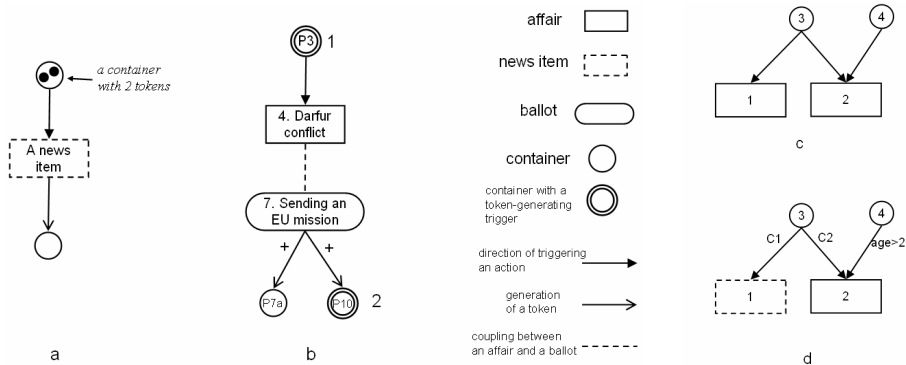 a container
with 2 tokens
A news
item
a
P3
1
4. Darfur
conflict
7. Sending an
EU mission
+
+
P7a
P10
2
b
affair
news item
ballot
container
container with a
token-generating
trigger
direction of triggering
an action
generation
of a token
coupling between
an affair and a ballot
3
4
1
2
c
3
4
C1
C2
age>2
1
2
d